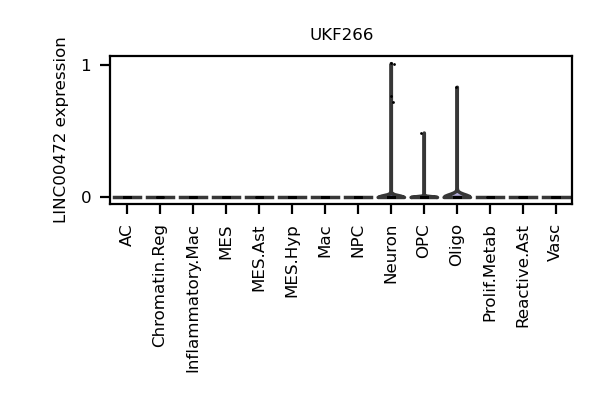 UKF266
LINC00472 expression
1
0
AC
Chromatin.Reg
Inflammatory.Mac
MES
MES.Ast
MES.Hyp
Mac
NPC
Neuron
OPC
Oligo
Prolif.Metab
Reactive.Ast
Vasc